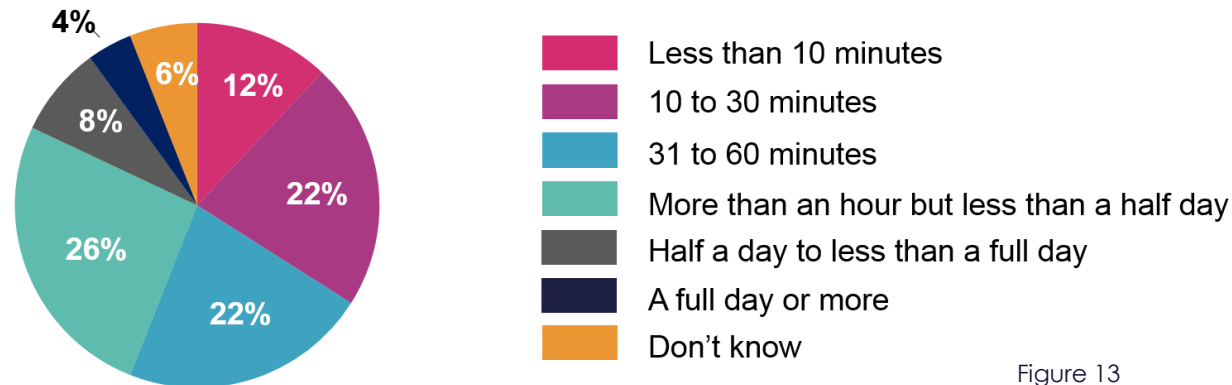 4%
6%
12%
8%
22%
26%
22%
Less than 10 minutes
10 to 30 minutes
31 to 60 minutes
More than an hour but less than a half day
Half a day to less than a full day
A full day or more
Don’t know
Figure 13